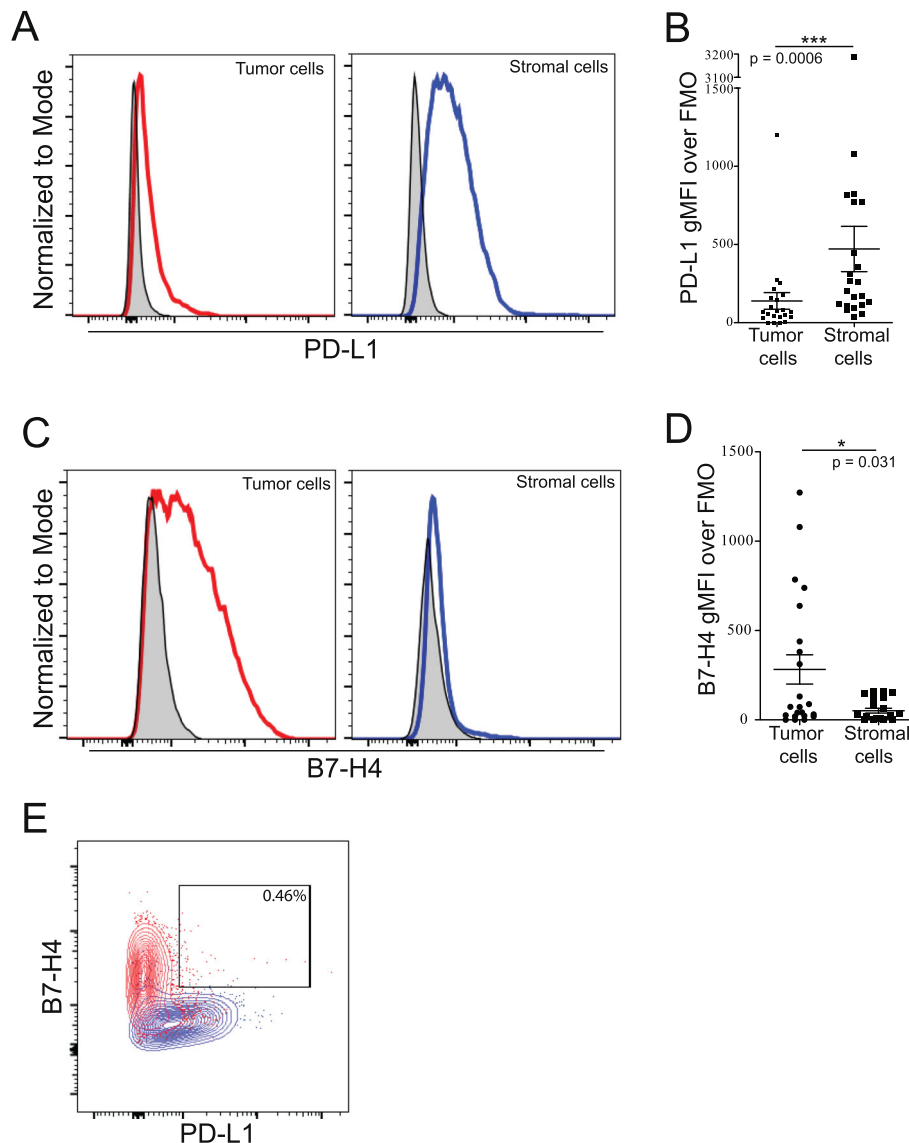 A
Tumor cells
Stromal cells
Normalized to Mode
PD-L1
B
***
p = 0.0006
3200
3100
1500
1000
500
0
PD-L1 gMFI over FMO
Tumor cells
Stromal cells
C
Tumor cells
Stromal cells
Normalized to Mode
B7-H4
D
1500
*
p = 0.031
1000
500
0
B7-H4 gMFI over FMO
Tumor cells
Stromal cells
E
0.46%
B7-H4
PD-L1